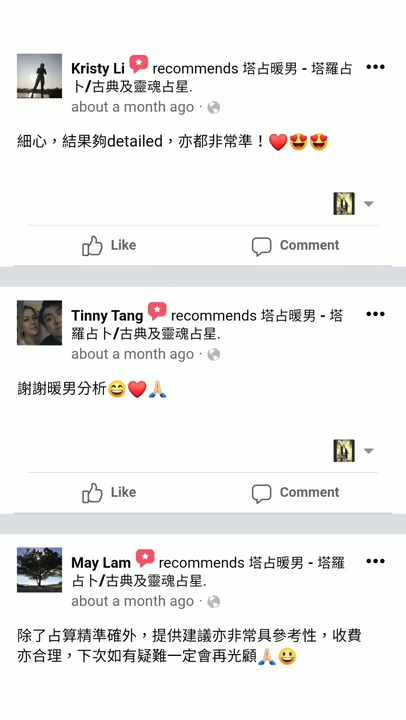 Kristy Li recommends 塔占暖男 - 塔羅占
卜/古典及靈魂占星.
about a month ago ·
細心，結果夠detailed，亦都非常準！❤️😍😍
Like Comment
Tinny Tang recommends 塔占暖男 - 塔
羅占卜/古典及靈魂占星.
about a month ago ·
謝謝暖男分析😄❤️🙏🏻
Like Comment
May Lam recommends 塔占暖男 - 塔羅
占卜/古典及靈魂占星.
about a month ago ·
除了占算精準確外，提供建議亦非常具參考性，收費
亦合理，下次如有疑難一定會再光顧🙏🏻😃